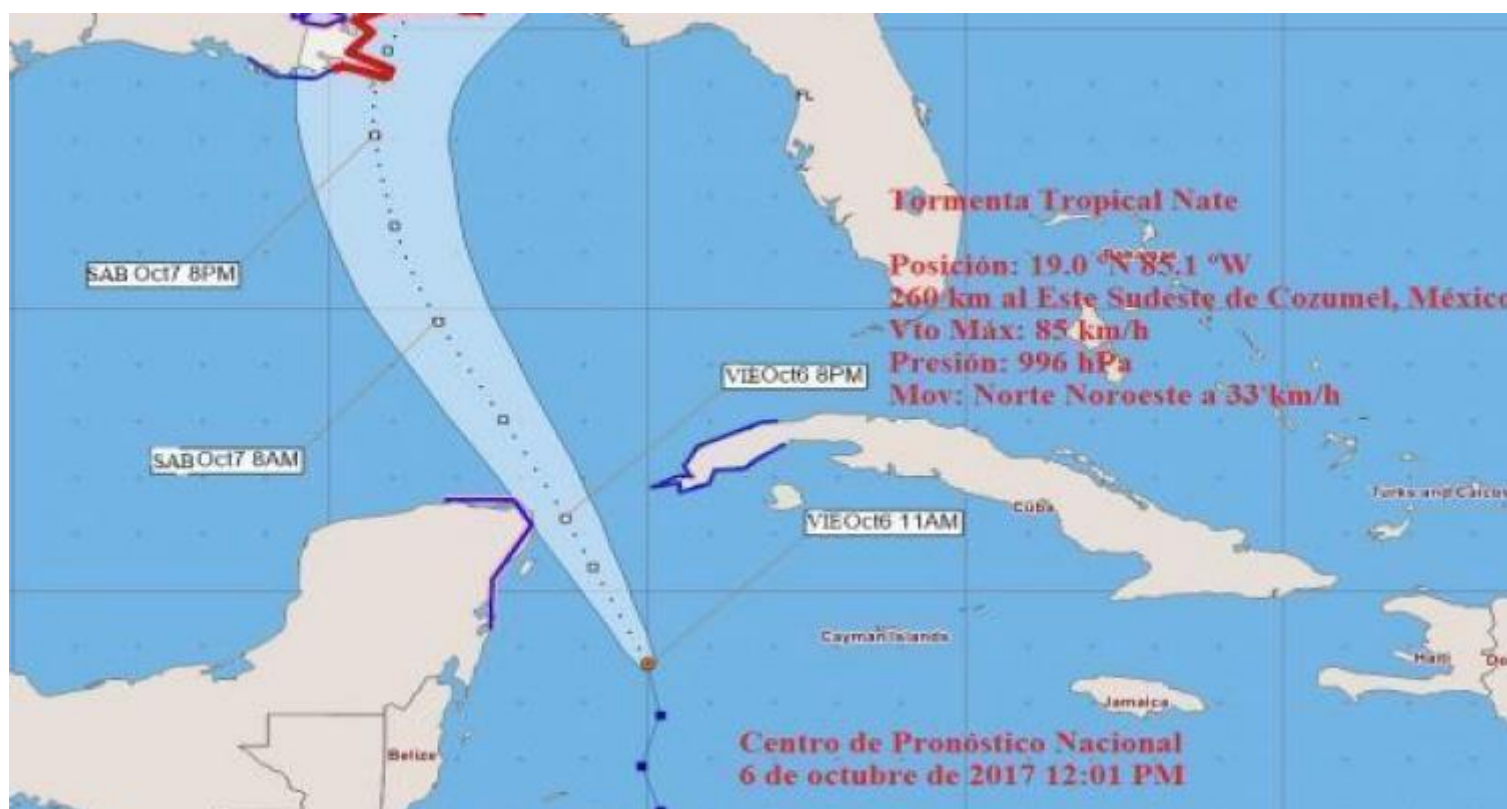 FL
Tormenta Tropical Nate
SAB Oct7 8PM
Posición: 19.0 ºN 85.1 ºW
260 km al Este Sudeste de Cozumel, México
Vto Máx: 85 km/h
Presión: 996 hPa
Mov: Norte Noroeste a 33 km/h
VIEOct6 8PM
SAB Oct7 8AM
Turks and Caicos
Cuba
VIEOct6 11AM
Cayman Islands
Haiti
Jamaica
Belize
Centro de Pronóstico Nacional
6 de octubre de 2017 12:01 PM